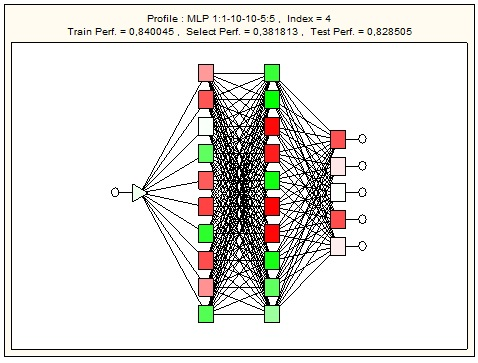 Profile : MLP 1:1-10-10-5:5 ,  Index = 4
Train Perf. = 0,840045 ,  Select Perf. = 0,381813 ,  Test Perf. = 0,828505